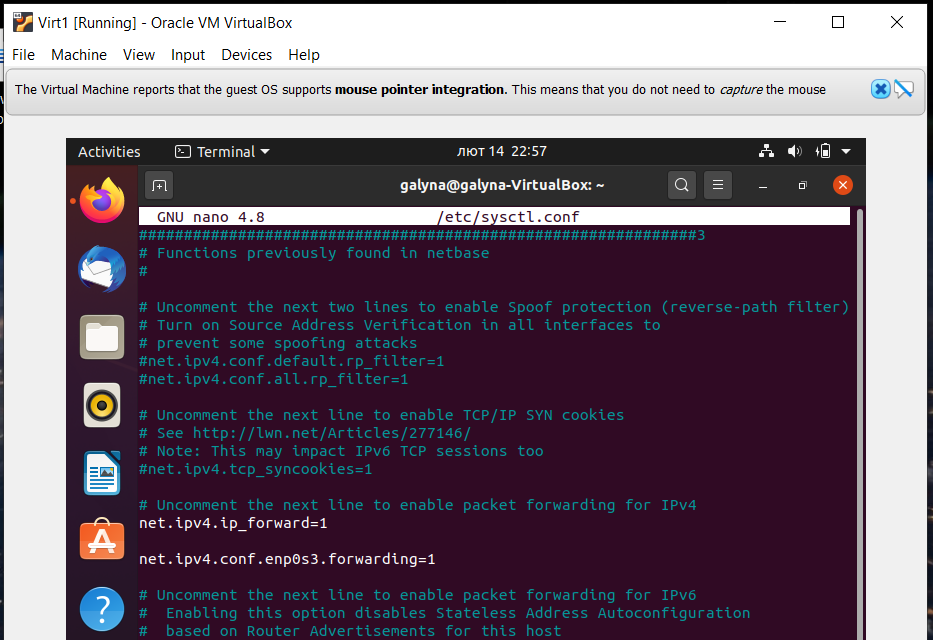 Virt1 [Running] - Oracle VM VirtualBox
File Machine View Input Devices Help
The Virtual Machine reports that the guest OS supports mouse pointer integration. This means that you do not need to capture the mouse
Activities Terminal лют 14 22:57
galyna@galyna-VirtualBox: ~
GNU nano 4.8 /etc/sysctl.conf
##############################################################3
# Functions previously found in netbase
#
# Uncomment the next two lines to enable Spoof protection (reverse-path filter)
# Turn on Source Address Verification in all interfaces to
# prevent some spoofing attacks
#net.ipv4.conf.default.rp_filter=1
#net.ipv4.conf.all.rp_filter=1
# Uncomment the next line to enable TCP/IP SYN cookies
# See http://lwn.net/Articles/277146/
# Note: This may impact IPv6 TCP sessions too
#net.ipv4.tcp_syncookies=1
# Uncomment the next line to enable packet forwarding for IPv4
net.ipv4.ip_forward=1
net.ipv4.conf.enp0s3.forwarding=1
# Uncomment the next line to enable packet forwarding for IPv6
#  Enabling this option disables Stateless Address Autoconfiguration
#  based on Router Advertisements for this host